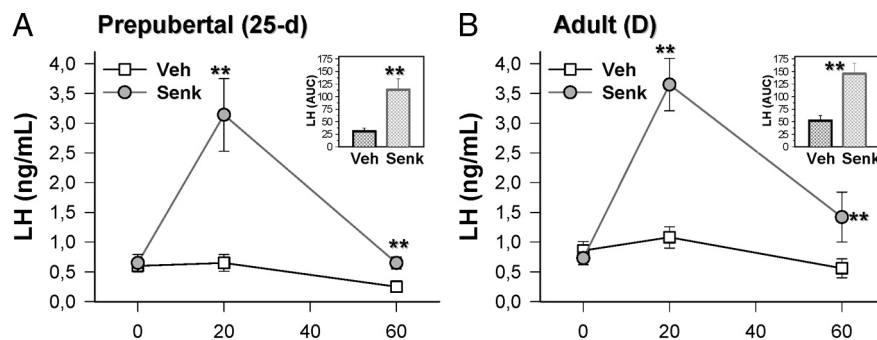 A Prepubertal (25-d)
LH (ng/mL)
4,0
3,5
3,0
2,5
2,0
1,5
1,0
0,5
0,0
Veh
Senk
**
**
LH (AUC)
175
150
125
100
75
50
25
0
**
Veh Senk
0 20 40 60
B Adult (D)
LH (ng/mL)
4,0
3,5
3,0
2,5
2,0
1,5
1,0
0,5
0,0
Veh
Senk
**
**
LH (AUC)
175
150
125
100
75
50
25
0
**
Veh Senk
0 20 40 60